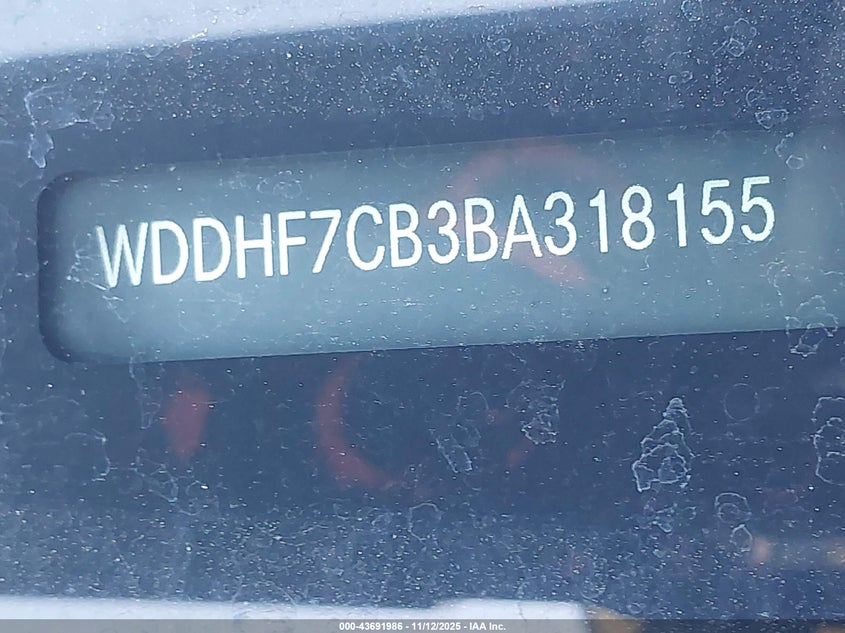 WDDHF7CB3BA318155
000-43691986 - 11/12/2025 - IAA Inc.